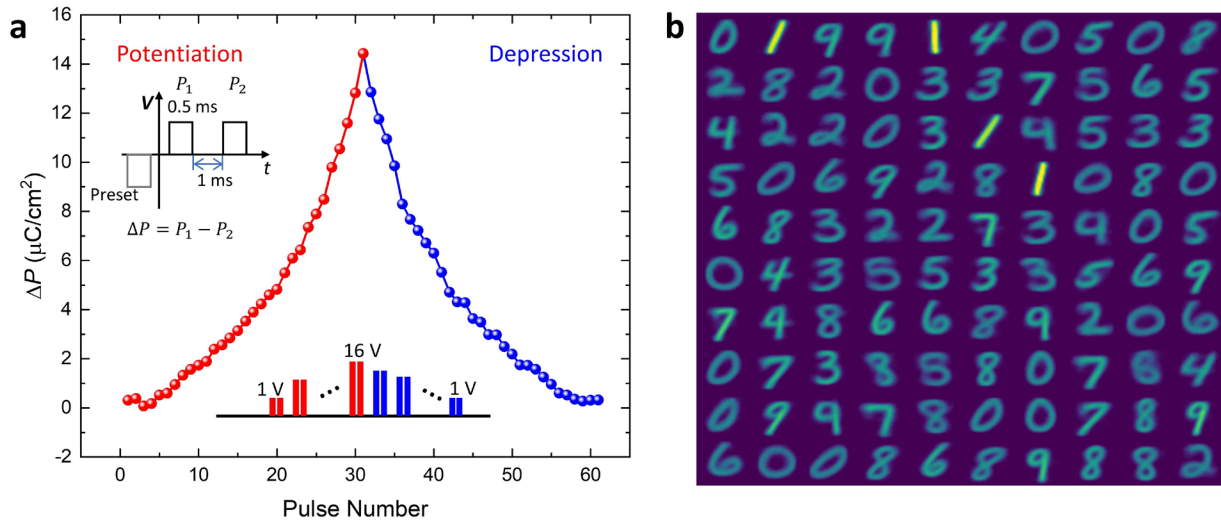 a
Potentiation
Depression
V
P₁
P₂
0.5 ms
1 ms
t
Preset
ΔP = P₁ − P₂
16
14
12
10
8
6
4
2
0
-2
ΔP (μC/cm²)
1 V
16 V
1 V
0 10 20 30 40 50 60
Pulse Number
b
0 1 9 9 1 4 0 5 0 8
2 8 2 0 3 3 7 5 6 5
4 2 2 0 3 1 9 5 3 3
5 0 6 9 2 8 1 0 8 0
6 8 3 2 2 7 3 9 0 5
0 4 3 5 5 3 3 5 6 9
7 4 8 6 6 8 9 2 0 6
0 7 3 8 5 8 0 7 8 4
0 9 9 7 8 0 0 7 8 9
6 0 0 8 6 8 9 8 8 2